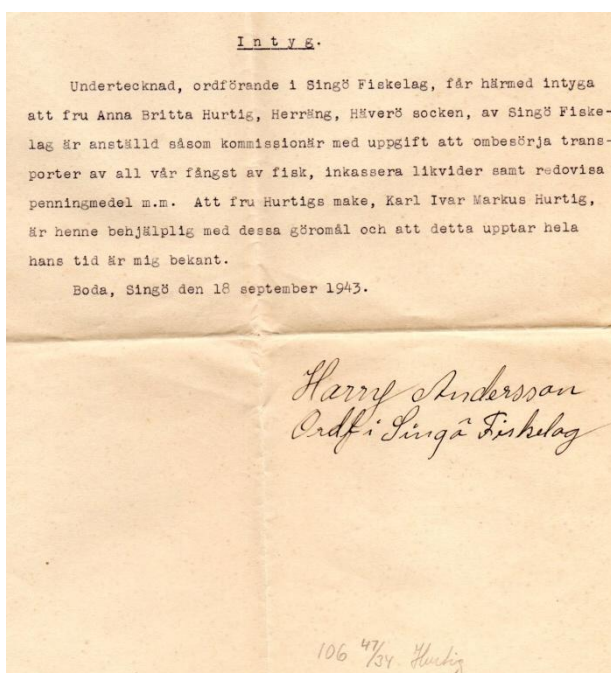 Intyg.
Undertecknad, ordförande i Singö Fiskelag, får härmed intyga
att fru Anna Britta Hurtig, Herräng, Häverö socken, av Singö Fiske-
lag är anställd såsom kommissionär med uppgift att ombesörja trans-
porter av all vår fångst av fisk, inkassera likvider samt redovisa
penningmedel m.m. Att fru Hurtigs make, Karl Ivar Markus Hurtig,
är henne behjälplig med dessa göromål och att detta upptar hela
hans tid är mig bekant.
Boda, Singö den 18 september 1943.
Harry Andersson
Ordf i Singö Fiskelag
106 47/34 Hurtig